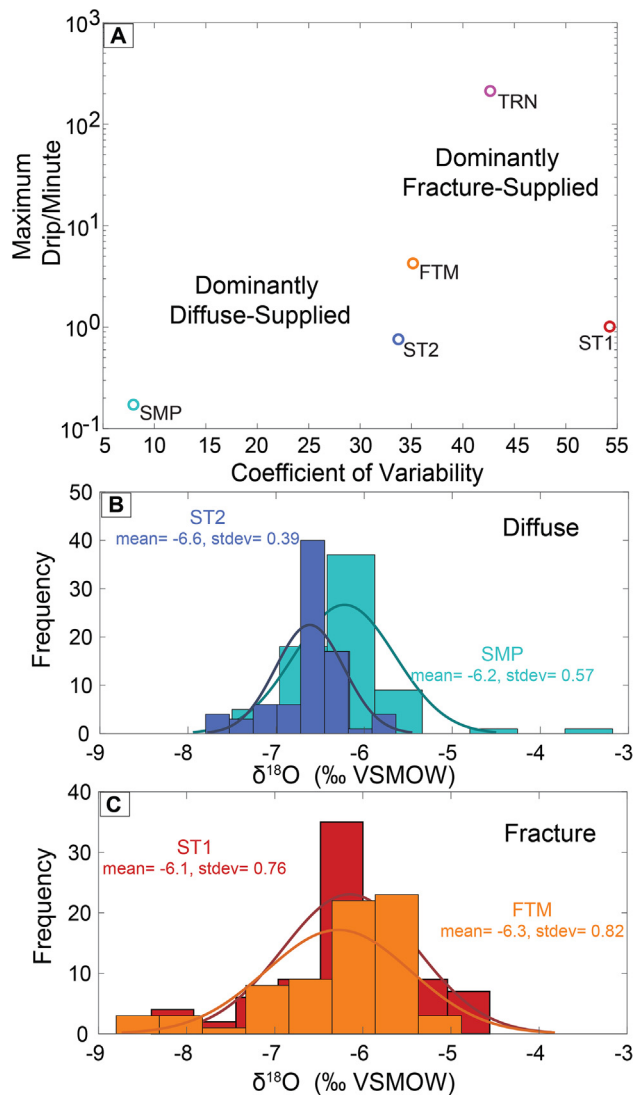 A
Maximum
Drip/Minute
10³
10²
10¹
10⁰
10⁻¹
TRN
Dominantly
Fracture-Supplied
FTM
Dominantly
Diffuse-Supplied
ST2
ST1
SMP
5 10 15 20 25 30 35 40 45 50 55
Coefficient of Variability
B
Frequency
50
40
30
20
10
0
ST2
mean= -6.6, stdev= 0.39
Diffuse
SMP
mean= -6.2, stdev= 0.57
-9 -8 -7 -6 -5 -4 -3
δ¹⁸O (‰ VSMOW)
C
Frequency
40
30
20
10
0
ST1
mean= -6.1, stdev= 0.76
Fracture
FTM
mean= -6.3, stdev= 0.82
-9 -8 -7 -6 -5 -4 -3
δ¹⁸O (‰ VSMOW)